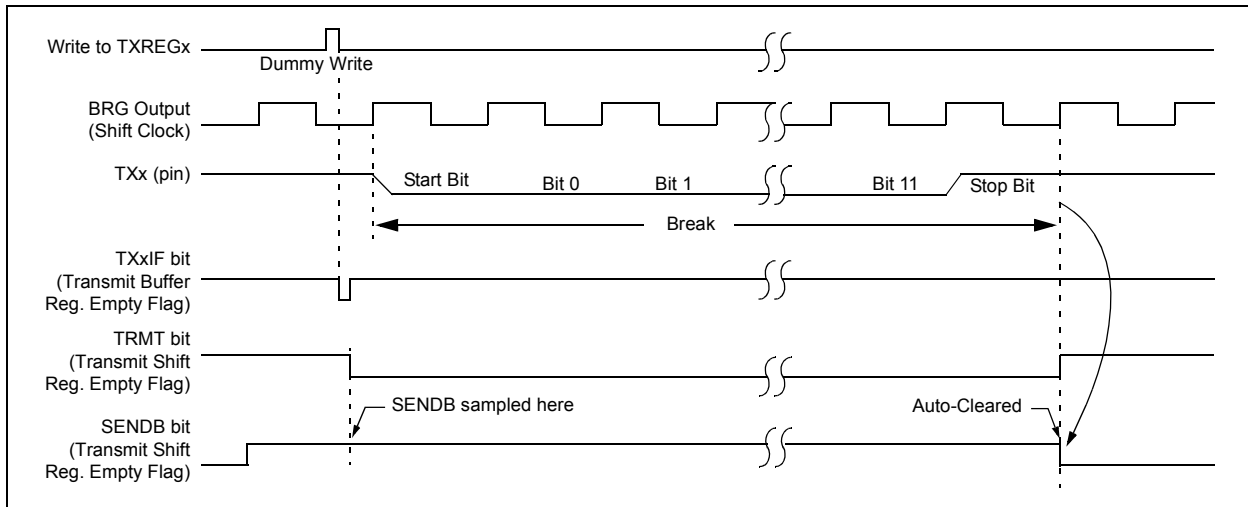 Write to TXREGx
Dummy Write
BRG Output
(Shift Clock)
TXx (pin)
Start Bit
Bit 0
Bit 1
Bit 11
Stop Bit
Break
TXxIF bit
(Transmit Buffer
Reg. Empty Flag)
TRMT bit
(Transmit Shift
Reg. Empty Flag)
SENDB sampled here
Auto-Cleared
SENDB bit
(Transmit Shift
Reg. Empty Flag)